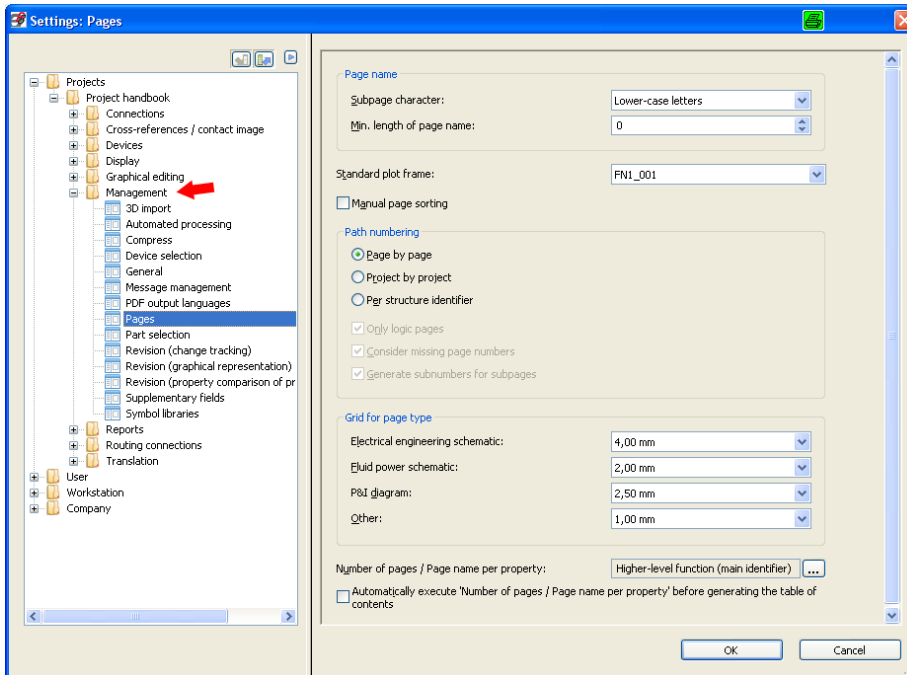 Settings: Pages
Projects
Project handbook
Connections
Cross-references / contact image
Devices
Display
Graphical editing
Management
3D import
Automated processing
Compress
Device selection
General
Message management
PDF output languages
Pages
Part selection
Revision (change tracking)
Revision (graphical representation)
Revision (property comparison of pr
Supplementary fields
Symbol libraries
Reports
Routing connections
Translation
User
Workstation
Company
Page name
Subpage character: Lower-case letters
Min. length of page name: 0
Standard plot frame: FN1_001
Manual page sorting
Path numbering
Page by page
Project by project
Per structure identifier
Only logic pages
Consider missing page numbers
Generate subnumbers for subpages
Grid for page type
Electrical engineering schematic: 4,00 mm
Fluid power schematic: 2,00 mm
P&I diagram: 2,50 mm
Other: 1,00 mm
Number of pages / Page name per property: Higher-level function (main identifier) ...
Automatically execute 'Number of pages / Page name per property' before generating the table of
contents
OK Cancel